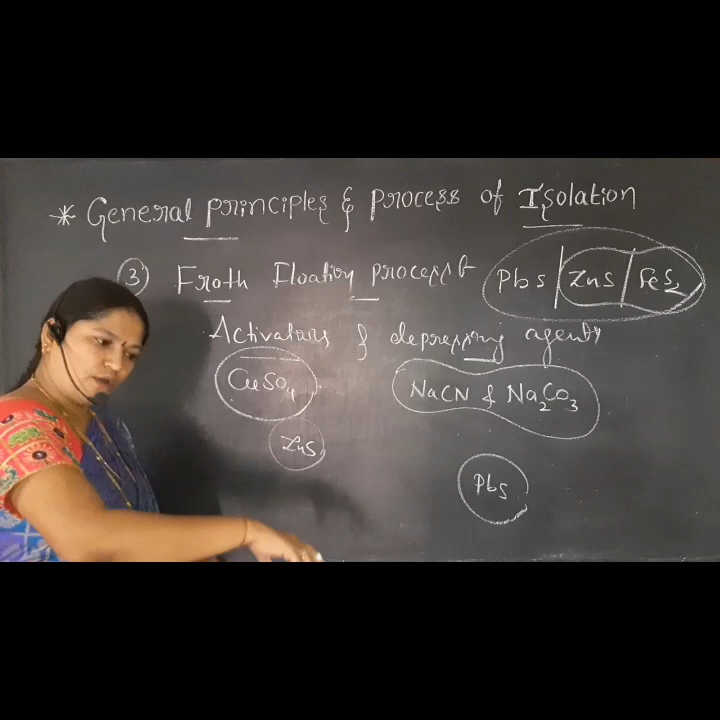 * General principles & process of Isolation
(3) Froth Floation process PbS | ZnS | FeS₂
Activators & depressing agents
CuSO₄ NaCN & Na₂CO₃
ZnS
PbS